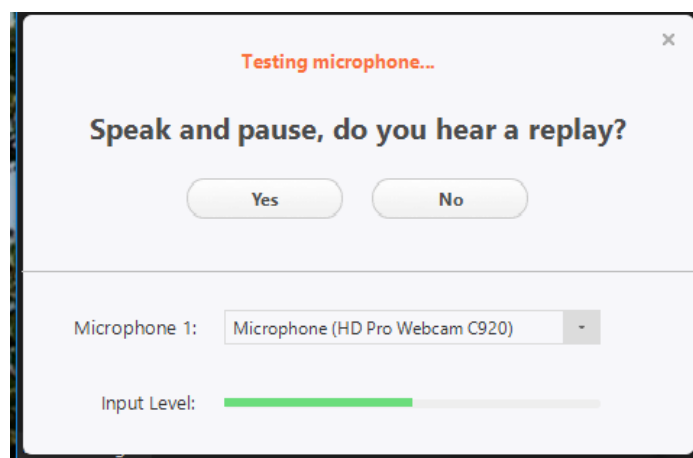 Testing microphone...
Speak and pause, do you hear a replay?
Yes
No
Microphone 1:
Microphone (HD Pro Webcam C920)
Input Level: